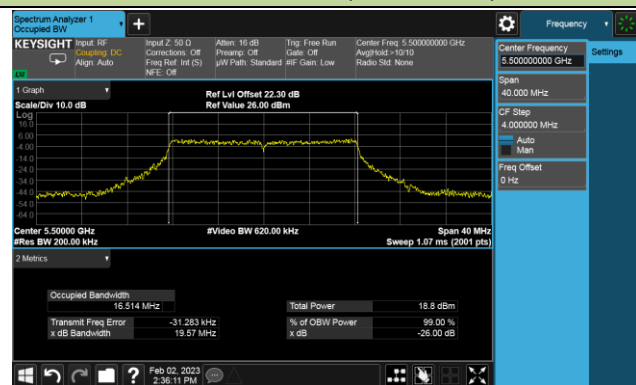 Spectrum Analyzer 1
Occupied BW
Frequency
KEYSIGHT
Input: RF
Coupling: DC
Align: Auto
Input Z: 50 Ω
Corrections: Off
Freq Ref: Int (S)
NFE: Off
Atten: 16 dB
Preamp: Off
µW Path: Standard
Trig: Free Run
Gate: Off
#IF Gain: Low
Center Freq: 5.500000000 GHz
Avg|Hold:>10/10
Radio Std: None
Center Frequency
5.500000000 GHz
Settings
Span
40.000 MHz
CF Step
4.000000 MHz
Auto
Man
Freq Offset
0 Hz
1 Graph
Scale/Div 10.0 dB
Ref Lvl Offset 22.30 dB
Ref Value 26.00 dBm
Log
16.0
6.00
-4.00
-14.0
-24.0
-34.0
-44.0
-54.0
-64.0
Center 5.50000 GHz
#Res BW 200.00 kHz
#Video BW 620.00 kHz
Span 40 MHz
Sweep 1.07 ms (2001 pts)
2 Metrics
Occupied Bandwidth
16.514 MHz
Total Power 18.8 dBm
Transmit Freq Error -31.283 kHz
% of OBW Power 99.00 %
x dB Bandwidth 19.57 MHz
x dB -26.00 dB
Feb 02, 2023
2:36:11 PM